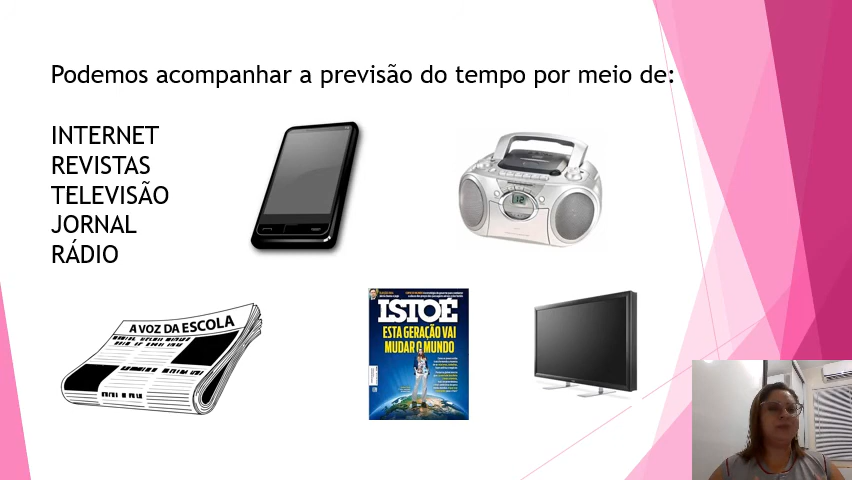 Podemos acompanhar a previsão do tempo por meio de:
INTERNET
REVISTAS
TELEVISÃO
JORNAL
RÁDIO
12
A VOZ DA ESCOLA
ISTOÉ
ESTA GERAÇÃO VAI
MUDAR O MUNDO